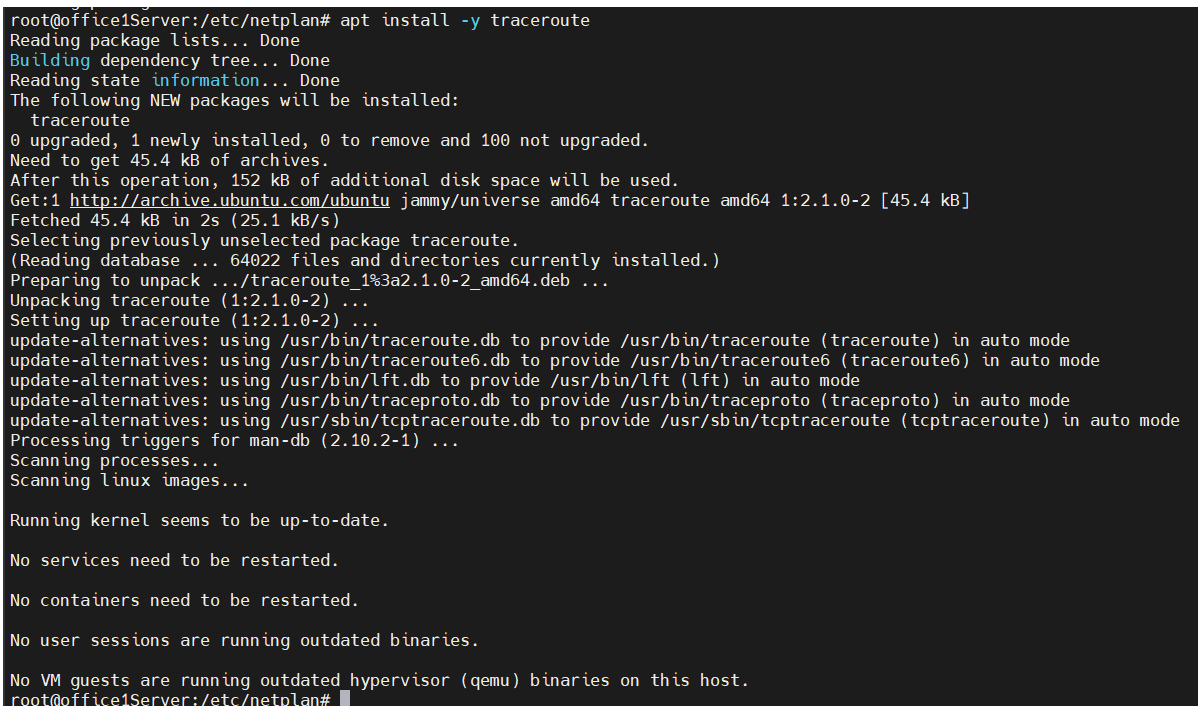 root@office1Server:/etc/netplan# apt install -y traceroute
Reading package lists... Done
Building dependency tree... Done
Reading state information... Done
The following NEW packages will be installed:
  traceroute
0 upgraded, 1 newly installed, 0 to remove and 100 not upgraded.
Need to get 45.4 kB of archives.
After this operation, 152 kB of additional disk space will be used.
Get:1 http://archive.ubuntu.com/ubuntu jammy/universe amd64 traceroute amd64 1:2.1.0-2 [45.4 kB]
Fetched 45.4 kB in 2s (25.1 kB/s)
Selecting previously unselected package traceroute.
(Reading database ... 64022 files and directories currently installed.)
Preparing to unpack .../traceroute_1%3a2.1.0-2_amd64.deb ...
Unpacking traceroute (1:2.1.0-2) ...
Setting up traceroute (1:2.1.0-2) ...
update-alternatives: using /usr/bin/traceroute.db to provide /usr/bin/traceroute (traceroute) in auto mode
update-alternatives: using /usr/bin/traceroute6.db to provide /usr/bin/traceroute6 (traceroute6) in auto mode
update-alternatives: using /usr/bin/lft.db to provide /usr/bin/lft (lft) in auto mode
update-alternatives: using /usr/bin/traceproto.db to provide /usr/bin/traceproto (traceproto) in auto mode
update-alternatives: using /usr/sbin/tcptraceroute.db to provide /usr/sbin/tcptraceroute (tcptraceroute) in auto mode
Processing triggers for man-db (2.10.2-1) ...
Scanning processes...
Scanning linux images...

Running kernel seems to be up-to-date.

No services need to be restarted.

No containers need to be restarted.

No user sessions are running outdated binaries.

No VM guests are running outdated hypervisor (qemu) binaries on this host.
root@office1Server:/etc/netplan#